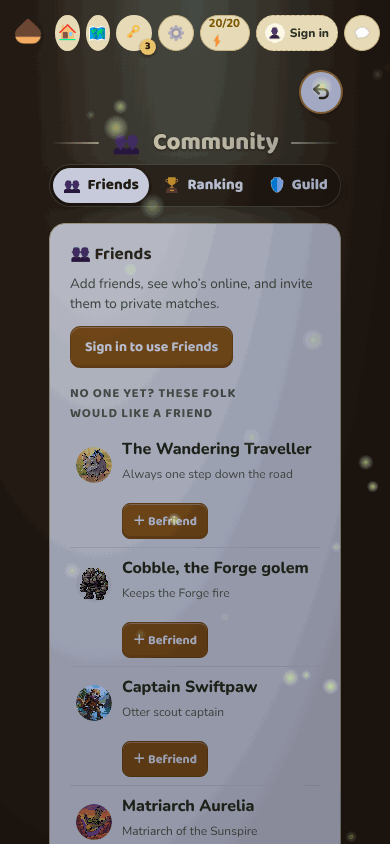 20/20
3
Sign in
Community
Friends
Ranking
Guild
Friends
Add friends, see who's online, and invite
them to private matches.
Sign in to use Friends
NO ONE YET? THESE FOLK
WOULD LIKE A FRIEND
The Wandering Traveller
Always one step down the road
+ Befriend
Cobble, the Forge golem
Keeps the Forge fire
+ Befriend
Captain Swiftpaw
Otter scout captain
+ Befriend
Matriarch Aurelia
Matriarch of the Sunspire